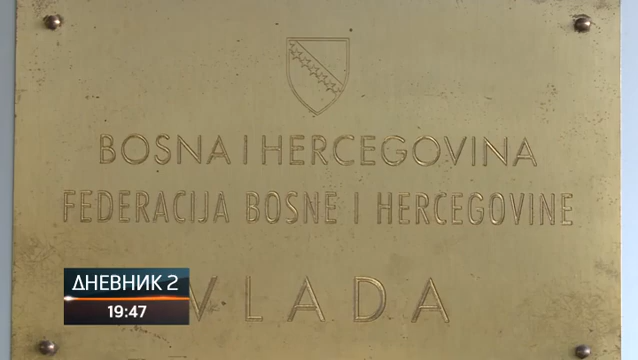 BOSNA I HERCEGOVINA
FEDERACIJA BOSNE I HERCEGOVINE
VLADA
ДНЕВНИК 2
19:47